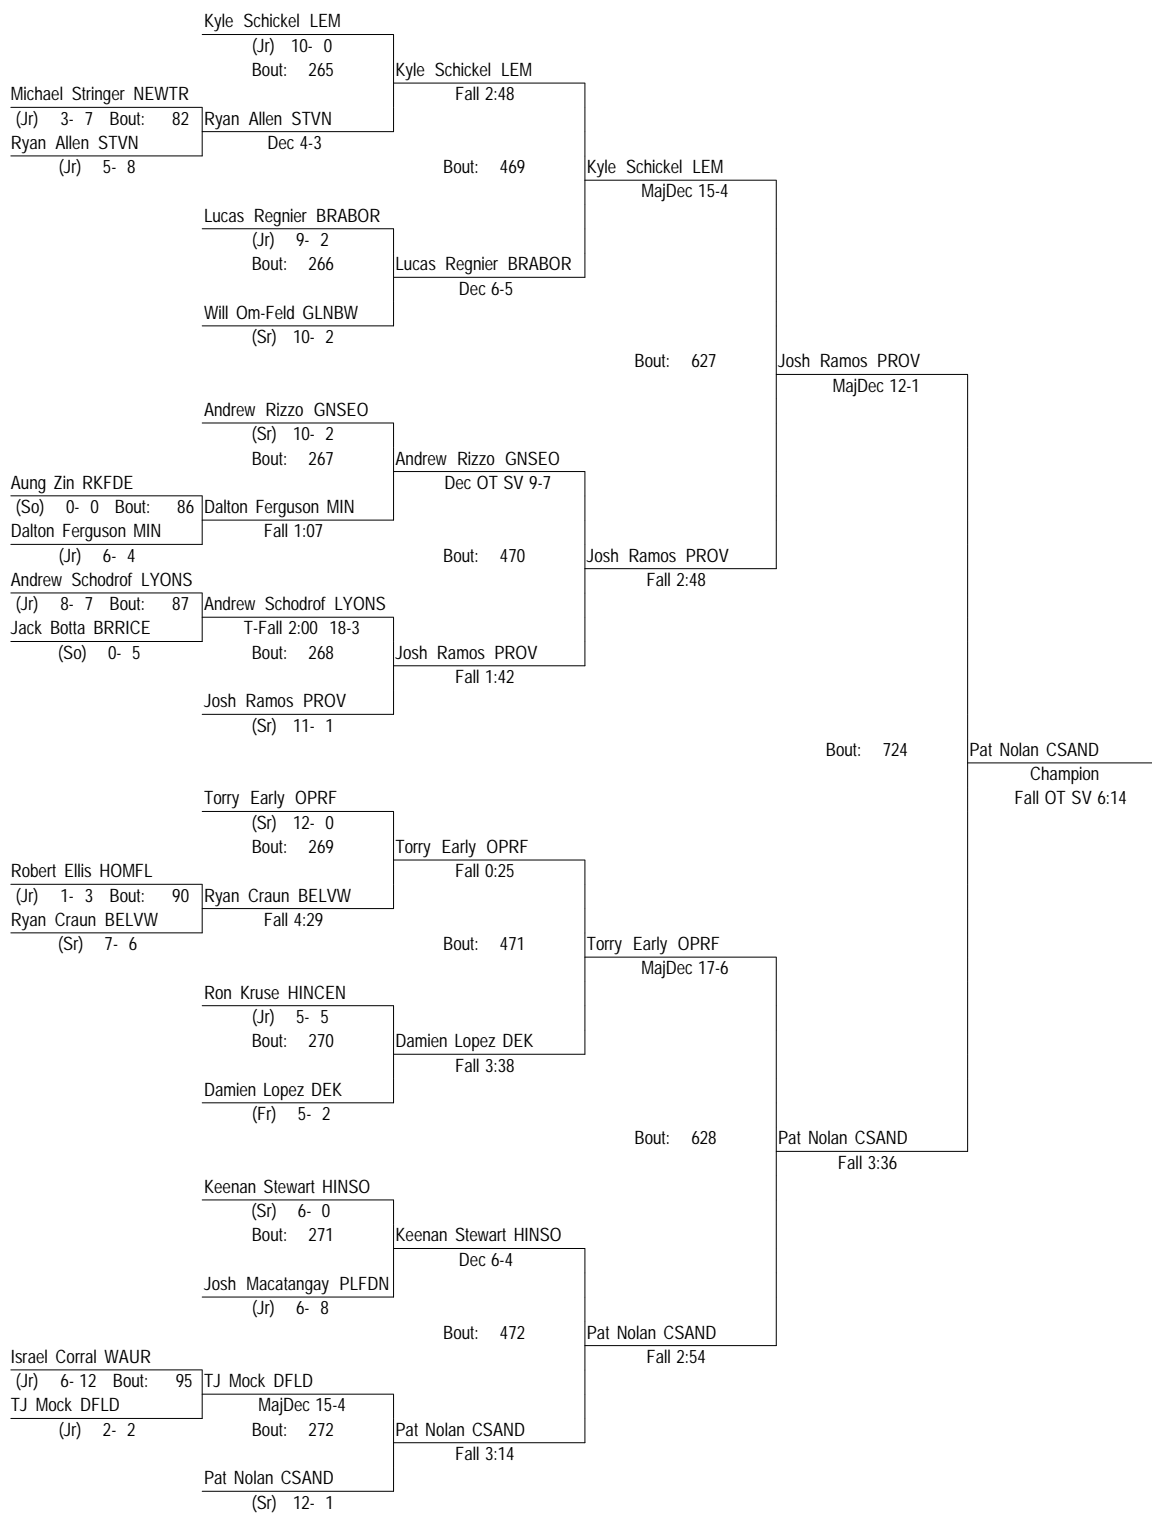 Kyle Schickel LEM
(Jr) 10- 0
Bout: 265
Kyle Schickel LEM
Fall 2:48
Michael Stringer NEWTR
(Jr) 3- 7 Bout: 82
Ryan Allen STVN
Ryan Allen STVN
Dec 4-3
(Jr) 5- 8
Bout: 469
Kyle Schickel LEM
MajDec 15-4
Lucas Regnier BRABOR
(Jr) 9- 2
Bout: 266
Lucas Regnier BRABOR
Dec 6-5
Will Om-Feld GLNBW
(Sr) 10- 2
Bout: 627
Josh Ramos PROV
MajDec 12-1
Andrew Rizzo GNSEO
(Sr) 10- 2
Bout: 267
Andrew Rizzo GNSEO
Dec OT SV 9-7
Aung Zin RKFDE
(So) 0- 0 Bout: 86
Dalton Ferguson MIN
Dalton Ferguson MIN
Fall 1:07
(Jr) 6- 4
Bout: 470
Josh Ramos PROV
Fall 2:48
Andrew Schodrof LYONS
(Jr) 8- 7 Bout: 87
Andrew Schodrof LYONS
Jack Botta BRRICE
T-Fall 2:00 18-3
(So) 0- 5
Bout: 268
Josh Ramos PROV
Fall 1:42
Josh Ramos PROV
(Sr) 11- 1
Bout: 724
Pat Nolan CSAND
Champion
Fall OT SV 6:14
Torry Early OPRF
(Sr) 12- 0
Bout: 269
Torry Early OPRF
Fall 0:25
Robert Ellis HOMFL
(Jr) 1- 3 Bout: 90
Ryan Craun BELVW
Ryan Craun BELVW
Fall 4:29
(Sr) 7- 6
Bout: 471
Torry Early OPRF
MajDec 17-6
Ron Kruse HINCEN
(Jr) 5- 5
Bout: 270
Damien Lopez DEK
Fall 3:38
Damien Lopez DEK
(Fr) 5- 2
Bout: 628
Pat Nolan CSAND
Fall 3:36
Keenan Stewart HINSO
(Sr) 6- 0
Bout: 271
Keenan Stewart HINSO
Dec 6-4
Josh Macatangay PLFDN
(Jr) 6- 8
Bout: 472
Pat Nolan CSAND
Fall 2:54
Israel Corral WAUR
(Jr) 6- 12 Bout: 95
TJ Mock DFLD
TJ Mock DFLD
MajDec 15-4
(Jr) 2- 2
Bout: 272
Pat Nolan CSAND
Fall 3:14
Pat Nolan CSAND
(Sr) 12- 1